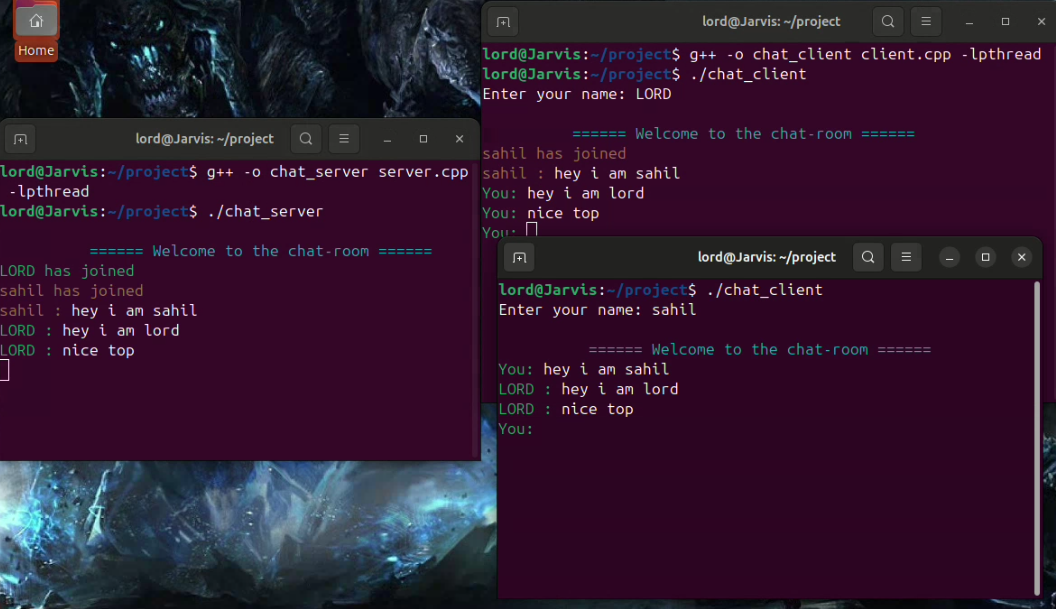 Home
lord@Jarvis: ~/project
lord@Jarvis:~/project$ g++ -o chat_server server.cpp
-lpthread
lord@Jarvis:~/project$ ./chat_server
====== Welcome to the chat-room ======
LORD has joined
sahil has joined
sahil : hey i am sahil
LORD : hey i am lord
LORD : nice top
lord@Jarvis: ~/project
lord@Jarvis:~/project$ g++ -o chat_client client.cpp -lpthread
lord@Jarvis:~/project$ ./chat_client
Enter your name: LORD
====== Welcome to the chat-room ======
sahil has joined
sahil : hey i am sahil
You: hey i am lord
You: nice top
You:
lord@Jarvis: ~/project
lord@Jarvis:~/project$ ./chat_client
Enter your name: sahil
====== Welcome to the chat-room ======
You: hey i am sahil
LORD : hey i am lord
LORD : nice top
You: